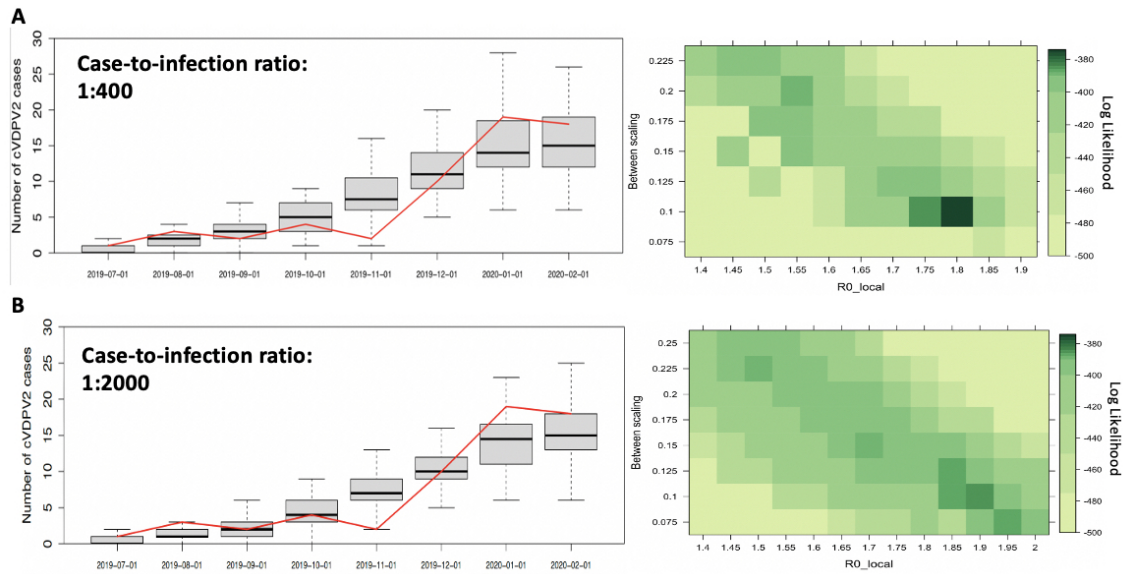 A
Case-to-infection ratio:
1:400
Number of cVDPV2 cases
30
25
20
15
10
5
0
2019-07-01 2019-08-01 2019-09-01 2019-10-01 2019-11-01 2019-12-01 2020-01-01 2020-02-01
Between scaling
0.225
0.2
0.175
0.15
0.125
0.1
0.075
1.4 1.45 1.5 1.55 1.6 1.65 1.7 1.75 1.8 1.85 1.9
R0_local
-380
-400
-420
-440
-460
-480
-500
Log Likelihood
B
Case-to-infection ratio:
1:2000
Number of cVDPV2 cases
30
25
20
15
10
5
0
2019-07-01 2019-08-01 2019-09-01 2019-10-01 2019-11-01 2019-12-01 2020-01-01 2020-02-01
Between scaling
0.25
0.225
0.2
0.175
0.15
0.125
0.1
0.075
1.4 1.45 1.5 1.55 1.6 1.65 1.7 1.75 1.8 1.85 1.9 1.95 2
R0_local
-380
-400
-420
-440
-460
-480
-500
Log Likelihood